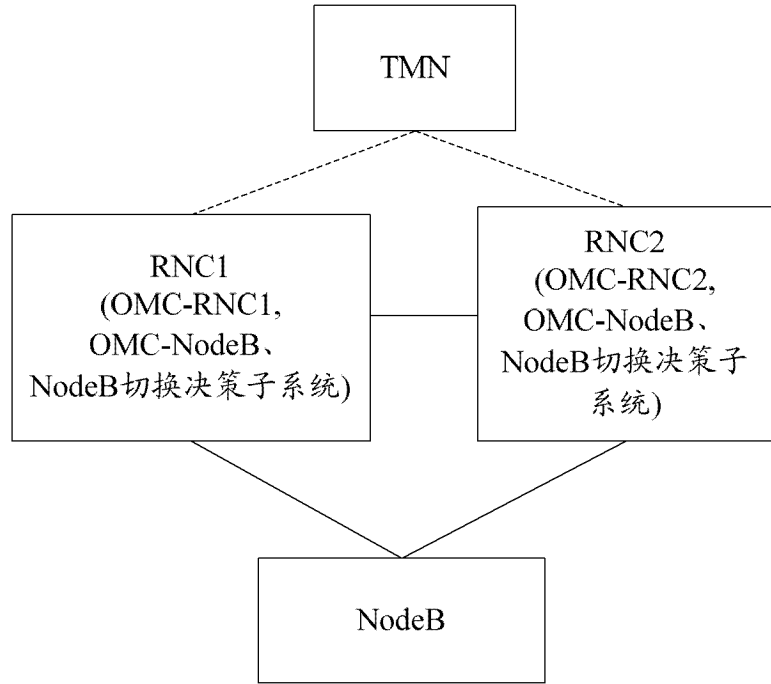 TMN
RNC1
(OMC-RNC1,
OMC-NodeB、
NodeB切换决策子系统)
RNC2
(OMC-RNC2,
OMC-NodeB、
NodeB切换决策子
系统)
NodeB